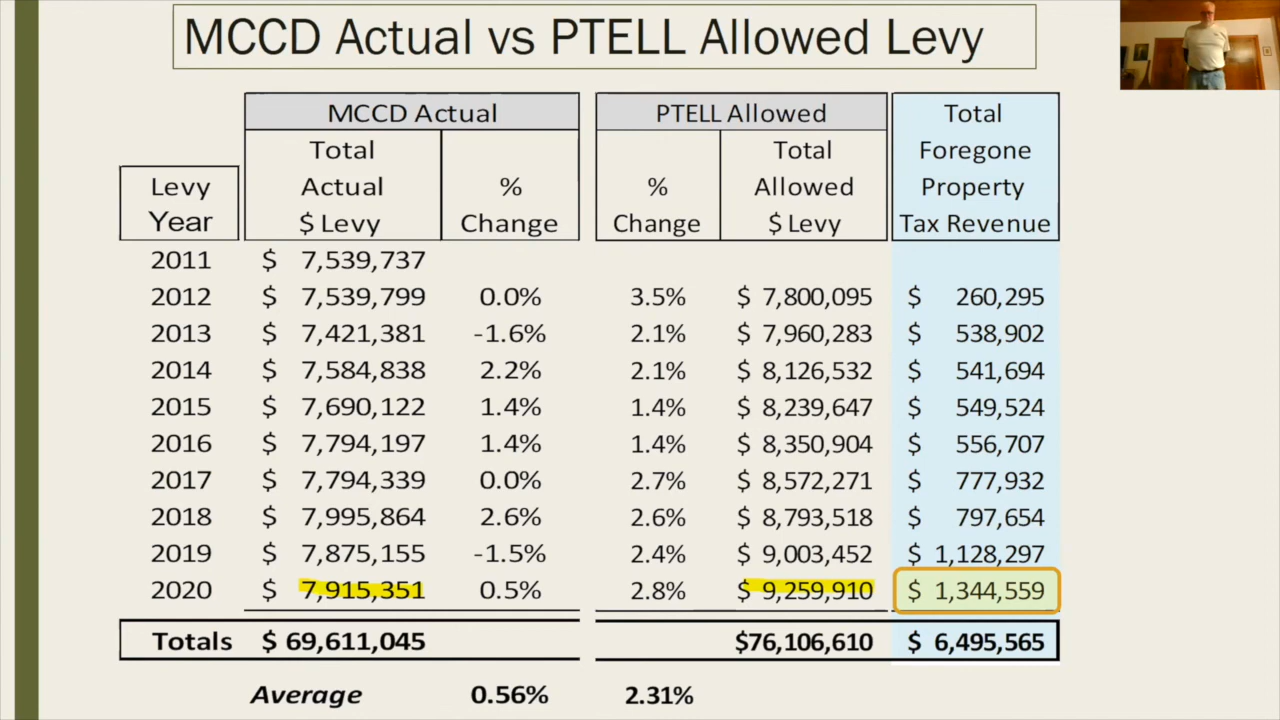 MCCD Actual vs PTELL Allowed Levy
MCCD Actual PTELL Allowed Total
Total Total Foregone
Levy Actual % % Allowed Property
Year $ Levy Change Change $ Levy Tax Revenue
2011 $ 7,539,737
2012 $ 7,539,799 0.0% 3.5% $ 7,800,095 $ 260,295
2013 $ 7,421,381 -1.6% 2.1% $ 7,960,283 $ 538,902
2014 $ 7,584,838 2.2% 2.1% $ 8,126,532 $ 541,694
2015 $ 7,690,122 1.4% 1.4% $ 8,239,647 $ 549,524
2016 $ 7,794,197 1.4% 1.4% $ 8,350,904 $ 556,707
2017 $ 7,794,339 0.0% 2.7% $ 8,572,271 $ 777,932
2018 $ 7,995,864 2.6% 2.6% $ 8,793,518 $ 797,654
2019 $ 7,875,155 -1.5% 2.4% $ 9,003,452 $ 1,128,297
2020 $ 7,915,351 0.5% 2.8% $ 9,259,910 $ 1,344,559
Totals $ 69,611,045 $76,106,610 $ 6,495,565
Average 0.56% 2.31%